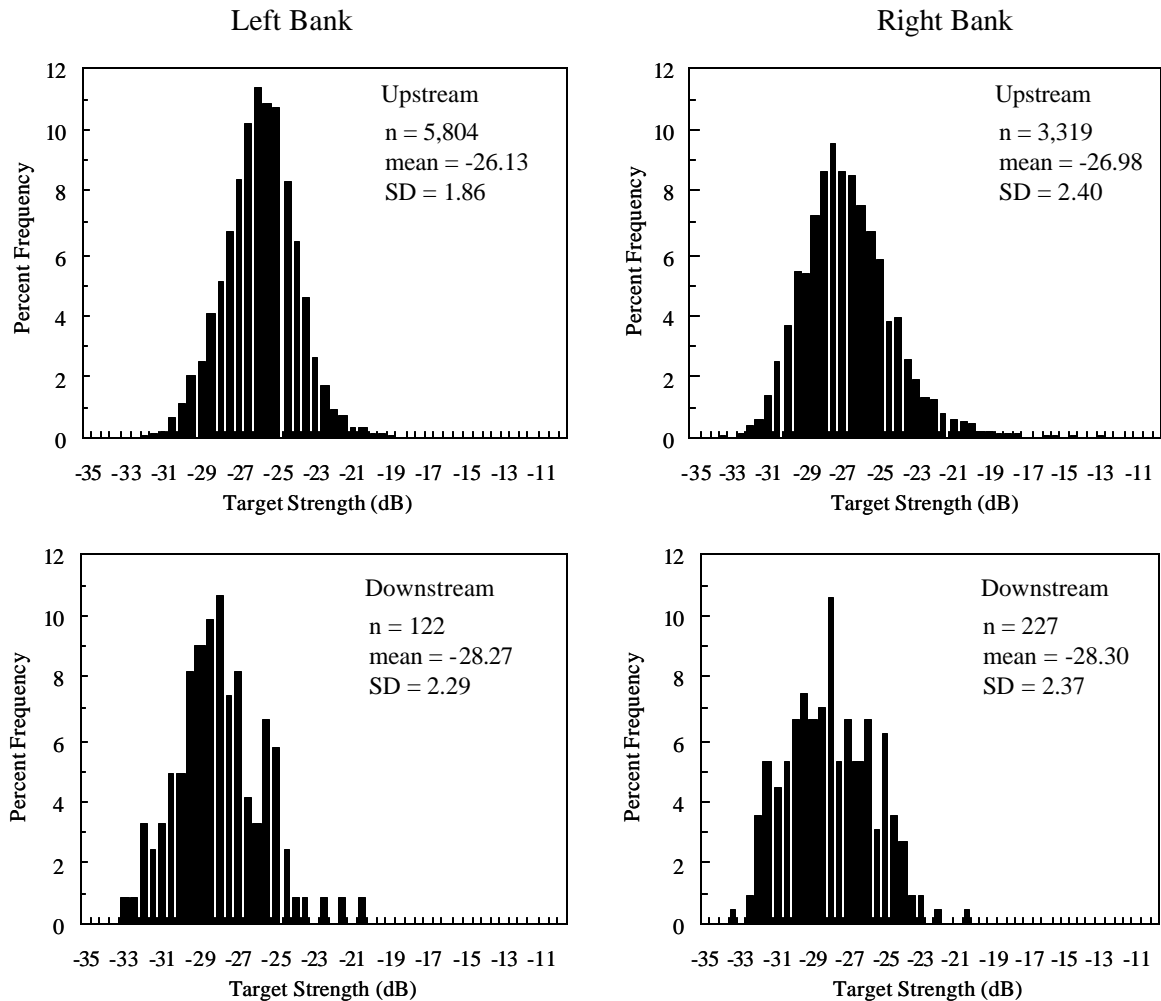 Left Bank
Right Bank
12
10
8
6
4
2
0
Percent Frequency
Upstream
n = 5,804
mean = -26.13
SD = 1.86
-35 -33 -31 -29 -27 -25 -23 -21 -19 -17 -15 -13 -11
Target Strength (dB)
12
10
8
6
4
2
0
Percent Frequency
Upstream
n = 3,319
mean = -26.98
SD = 2.40
-35 -33 -31 -29 -27 -25 -23 -21 -19 -17 -15 -13 -11
Target Strength (dB)
12
10
8
6
4
2
0
Percent Frequency
Downstream
n = 122
mean = -28.27
SD = 2.29
-35 -33 -31 -29 -27 -25 -23 -21 -19 -17 -15 -13 -11
Target Strength (dB)
12
10
8
6
4
2
0
Percent Frequency
Downstream
n = 227
mean = -28.30
SD = 2.37
-35 -33 -31 -29 -27 -25 -23 -21 -19 -17 -15 -13 -11
Target Strength (dB)